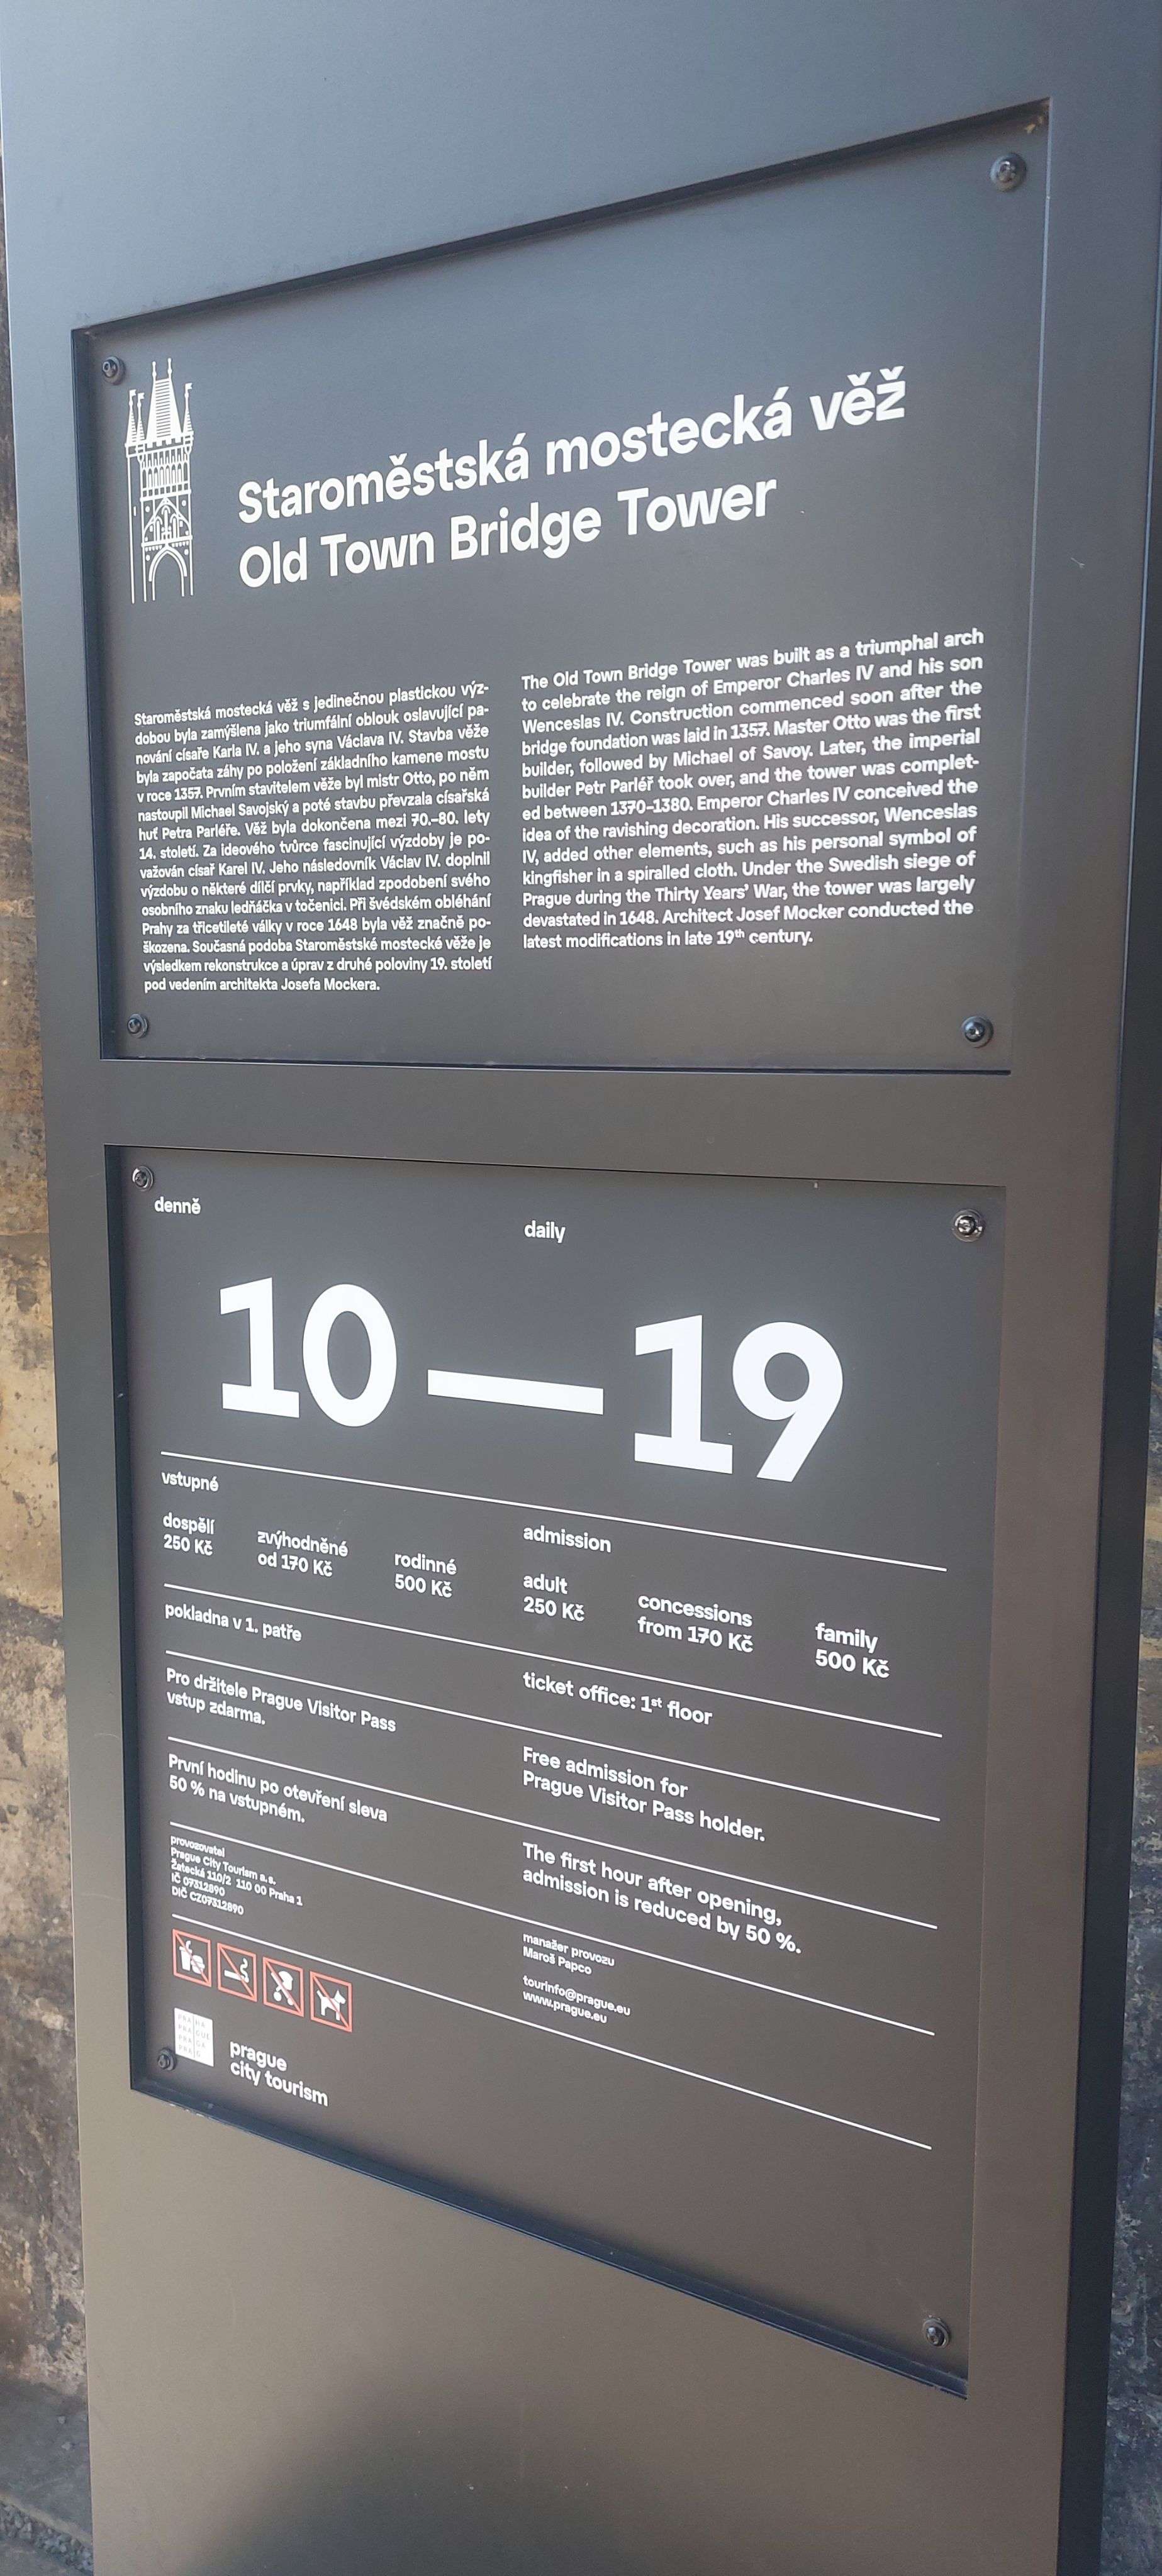 Staroměstská mostecká věž
Old Town Bridge Tower
Staroměstská mostecká věž s jedinečnou plastickou výz-
dobou byla zamýšlena jako triumfální oblouk oslavující pa-
nování císaře Karla IV. a jeho syna Václava IV. Stavba věže
byla započata záhy po položení základního kamene mostu
v roce 1357. Prvním stavitelem věže byl mistr Otto, po něm
nastoupil Michael Savojský a poté stavbu převzala císařská
huť Petra Parléře. Věž byla dokončena mezi 70.–80. lety
14. století. Za ideového tvůrce fascinující výzdoby je po-
važován císař Karel IV. Jeho následovník Václav IV. doplnil
výzdobu o některé dílčí prvky, například zpodobení svého
osobního znaku ledňáčka v točenici. Při švédském obléhání
Prahy za třicetileté války v roce 1648 byla věž značně po-
škozena. Současná podoba Staroměstské mostecké věže je
výsledkem rekonstrukce a úprav z druhé poloviny 19. století
pod vedením architekta Josefa Mockera.
The Old Town Bridge Tower was built as a triumphal arch
to celebrate the reign of Emperor Charles IV and his son
Wenceslas IV. Construction commenced soon after the
bridge foundation was laid in 1357. Master Otto was the first
builder, followed by Michael of Savoy. Later, the imperial
builder Petr Parléř took over, and the tower was complet-
ed between 1370–1380. Emperor Charles IV conceived the
idea of the ravishing decoration. His successor, Wenceslas
IV, added other elements, such as his personal symbol of
kingfisher in a spiralled cloth. Under the Swedish siege of
Prague during the Thirty Years’ War, the tower was largely
devastated in 1648. Architect Josef Mocker conducted the
latest modifications in late 19th century.
denně
daily
10—19
vstupné
dospělí
250 Kč
zvýhodněné
od 170 Kč
rodinné
500 Kč
admission
adult
250 Kč
concessions
from 170 Kč
family
500 Kč
pokladna v 1. patře
ticket office: 1st floor
Pro držitele Prague Visitor Pass
vstup zdarma.
Free admission for
Prague Visitor Pass holder.
První hodinu po otevření sleva
50 % na vstupném.
The first hour after opening,
admission is reduced by 50 %.
provozovatel
Prague City Tourism a.s.
Žatecká 110/2 110 00 Praha 1
IČ 07312890
DIČ CZ07312890
manažer provozu
Maroš Papco
tourinfo@prague.eu
www.prague.eu
PRA HA
PRA GUE
PRA GA
PRA G
prague
city tourism